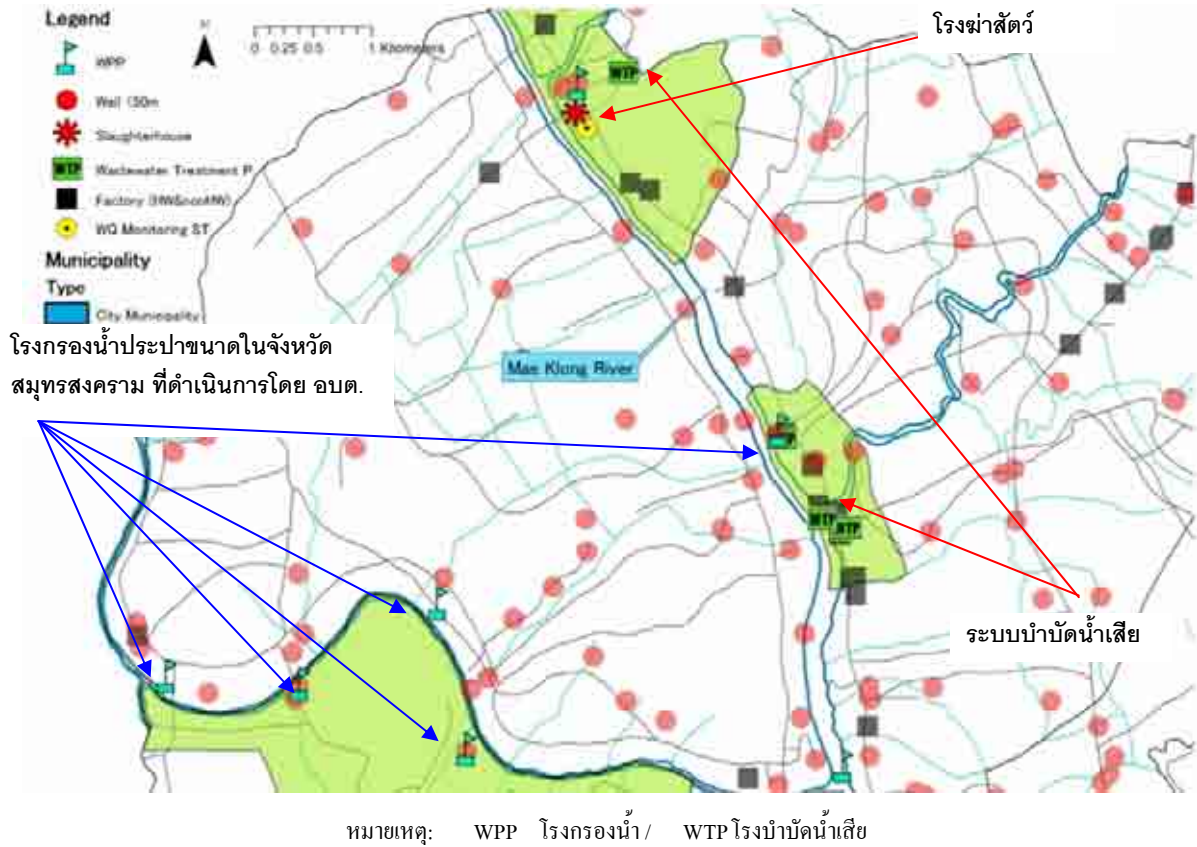 Legend
N
0 0.25 0.5 1 Kilometers
WPP
Well (50m
Slaughterhouse
WTP Wastewater Treatment P
Factory (HW&nonHW)
WQ Monitoring ST
Municipality
Type
City Municipality
โรงฆ่าสัตว์
WTP
โรงกรองน้ำประปาขนาดในจังหวัด
สมุทรสงคราม ที่ดำเนินการโดย อบต.
Mae Klong River
WTP
WTP
ระบบบำบัดน้ำเสีย
หมายเหตุ: WPP โรงกรองน้ำ / WTP โรงบำบัดน้ำเสีย